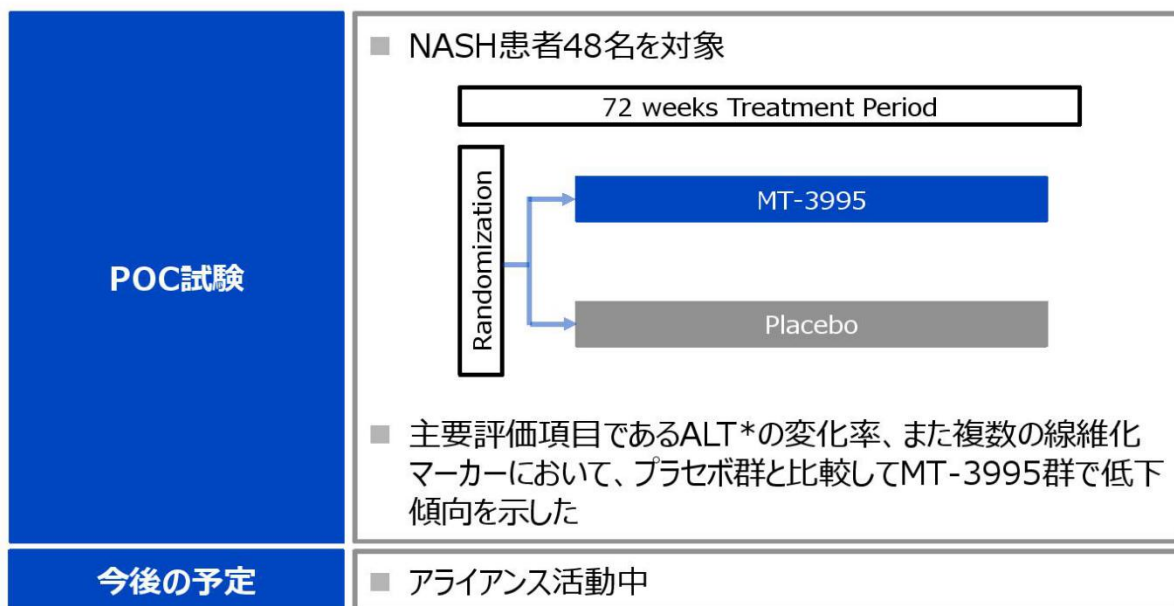 POC試験
NASH患者48名を対象
72 weeks Treatment Period
Randomization
MT-3995
Placebo
主要評価項目であるALT*の変化率、また複数の線維化
マーカーにおいて、プラセボ群と比較してMT-3995群で低下
傾向を示した
今後の予定
アライアンス活動中